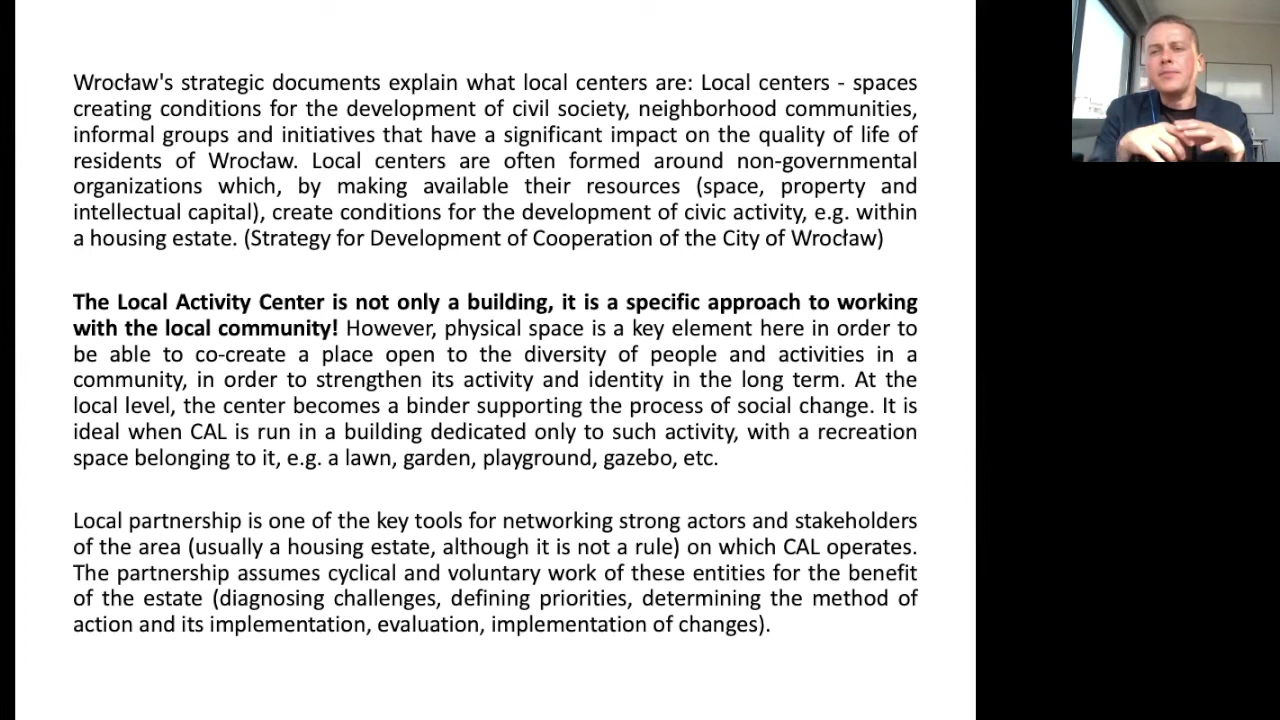 Wrocław's strategic documents explain what local centers are: Local centers - spaces
creating conditions for the development of civil society, neighborhood communities,
informal groups and initiatives that have a significant impact on the quality of life of
residents of Wrocław. Local centers are often formed around non-governmental
organizations which, by making available their resources (space, property and
intellectual capital), create conditions for the development of civic activity, e.g. within
a housing estate. (Strategy for Development of Cooperation of the City of Wrocław)
The Local Activity Center is not only a building, it is a specific approach to working
with the local community! However, physical space is a key element here in order to
be able to co-create a place open to the diversity of people and activities in a
community, in order to strengthen its activity and identity in the long term. At the
local level, the center becomes a binder supporting the process of social change. It is
ideal when CAL is run in a building dedicated only to such activity, with a recreation
space belonging to it, e.g. a lawn, garden, playground, gazebo, etc.
Local partnership is one of the key tools for networking strong actors and stakeholders
of the area (usually a housing estate, although it is not a rule) on which CAL operates.
The partnership assumes cyclical and voluntary work of these entities for the benefit
of the estate (diagnosing challenges, defining priorities, determining the method of
action and its implementation, evaluation, implementation of changes).